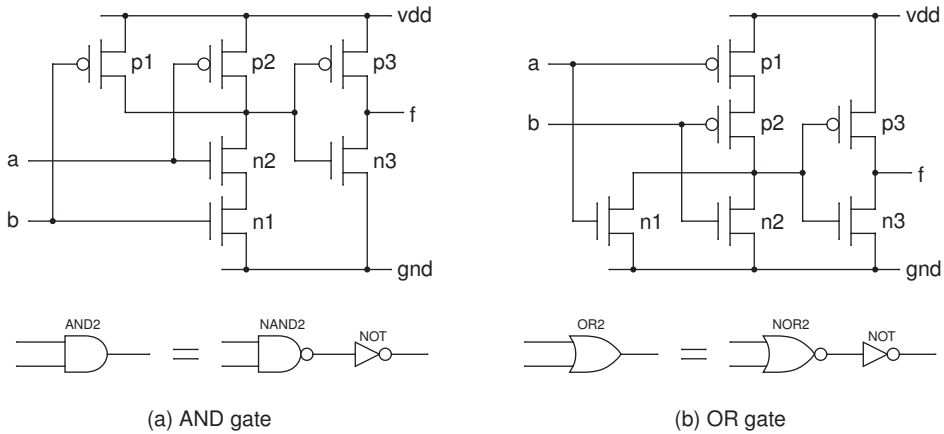 vdd
p1
p2
p3
f
a
n2
n3
b
n1
gnd
AND2
NAND2
NOT
(a) AND gate
vdd
a
p1
b
p2
p3
f
n1
n2
n3
gnd
OR2
NOR2
NOT
(b) OR gate